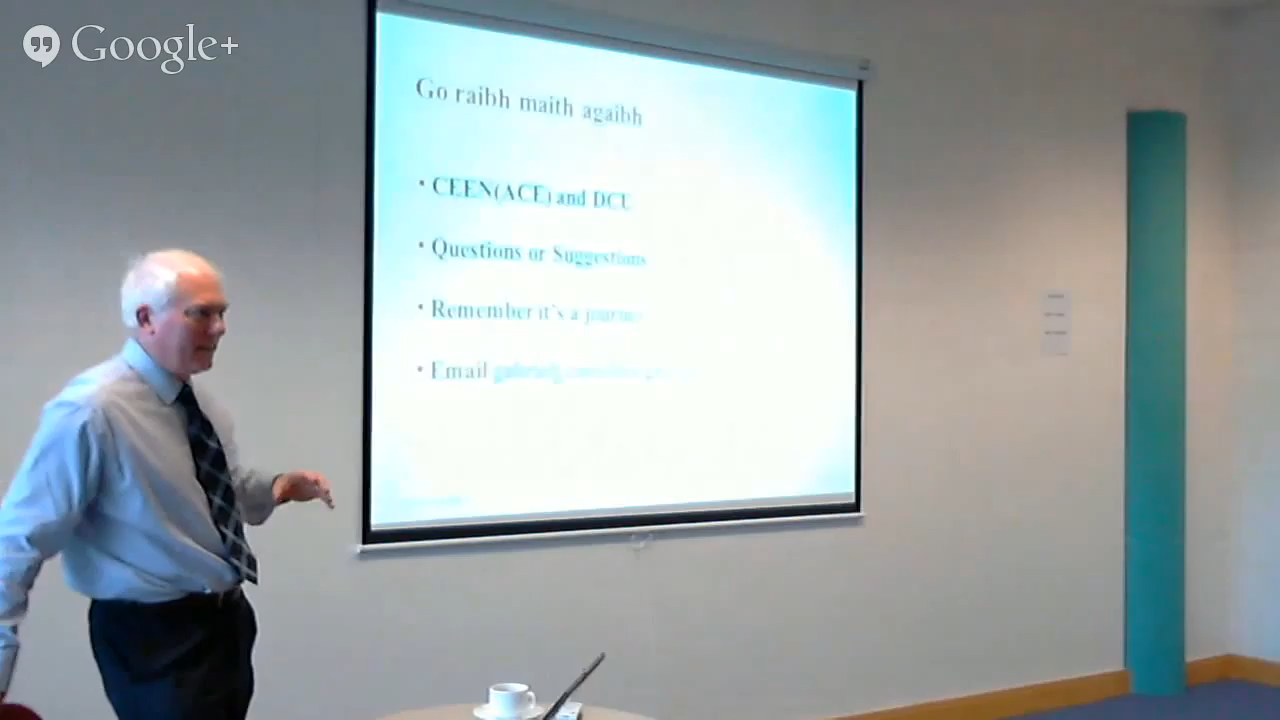 Google+
Go raibh maith agaibh
• CEEN(ACE) and DCU
• Questions or Suggestions
• Remember it's a
• Email